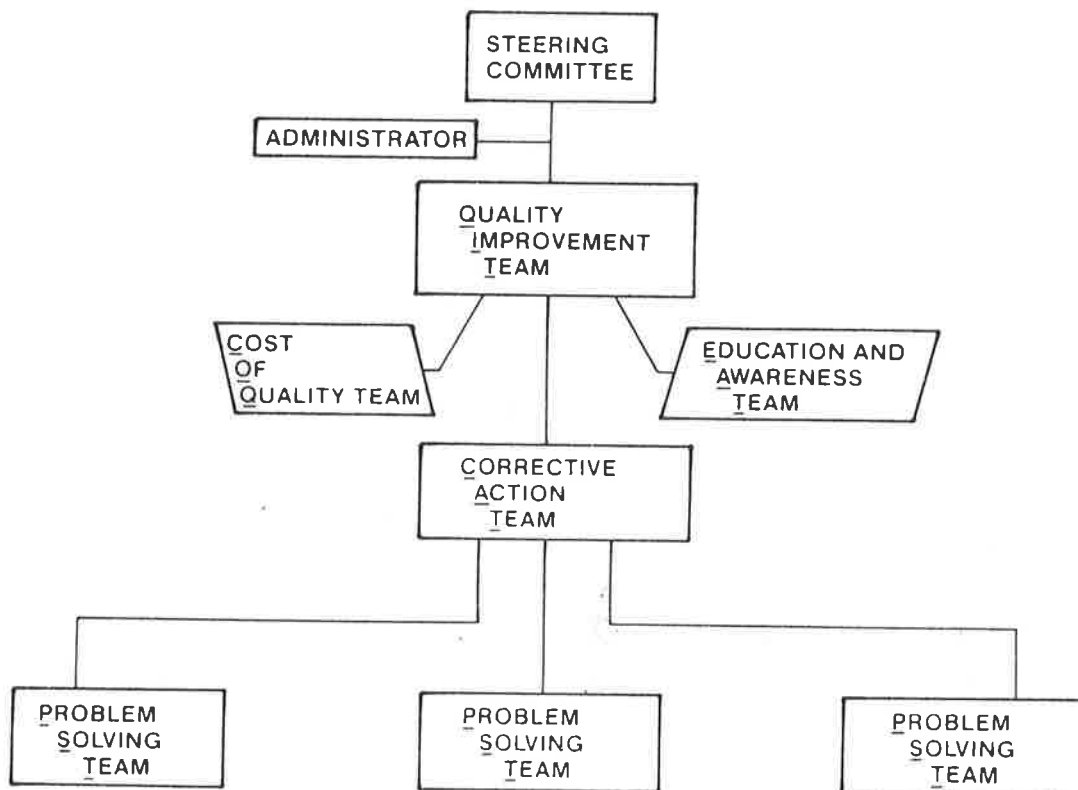 STEERING
COMMITTEE
ADMINISTRATOR
QUALITY
IMPROVEMENT
TEAM
COST
OF
QUALITY TEAM
EDUCATION AND
AWARENESS
TEAM
CORRECTIVE
ACTION
TEAM
PROBLEM
SOLVING
TEAM
PROBLEM
SOLVING
TEAM
PROBLEM
SOLVING
TEAM